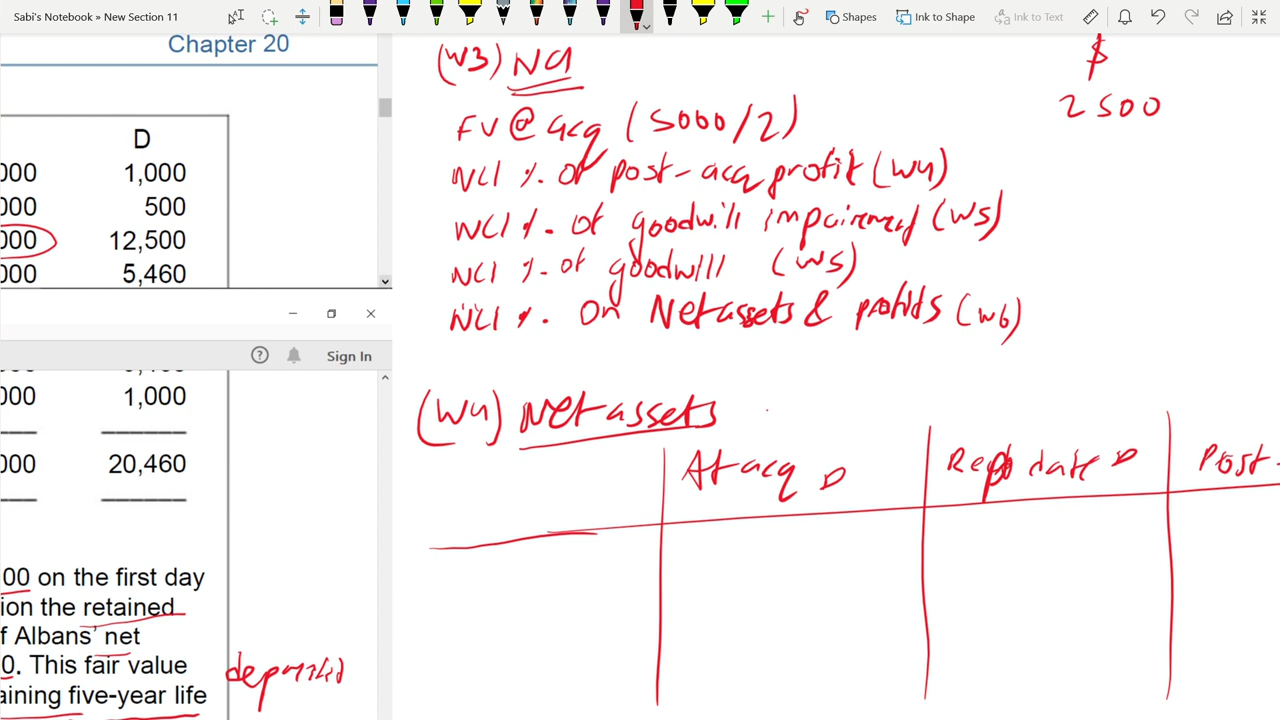 Sabi's Notebook » New Section 11
Shapes
Ink to Shape
Ink to Text
Chapter 20
D
000 1,000
000 500
000 12,500
000 5,460
Sign In
000 1,000
000 20,460
00 on the first day
ion the retained
f Albans' net
0. This fair value
aining five-year life
(W3) NCI
$
FV @ acq (5000/2) 2500
NCI %. of post-acq profit (W4)
NCI %. of goodwill impairment (W5)
NCI %. of goodwill (W5)
NCI %. on Net assets & profits (W6)
(W4) Net assets
At acq D
Rep date D
Post-